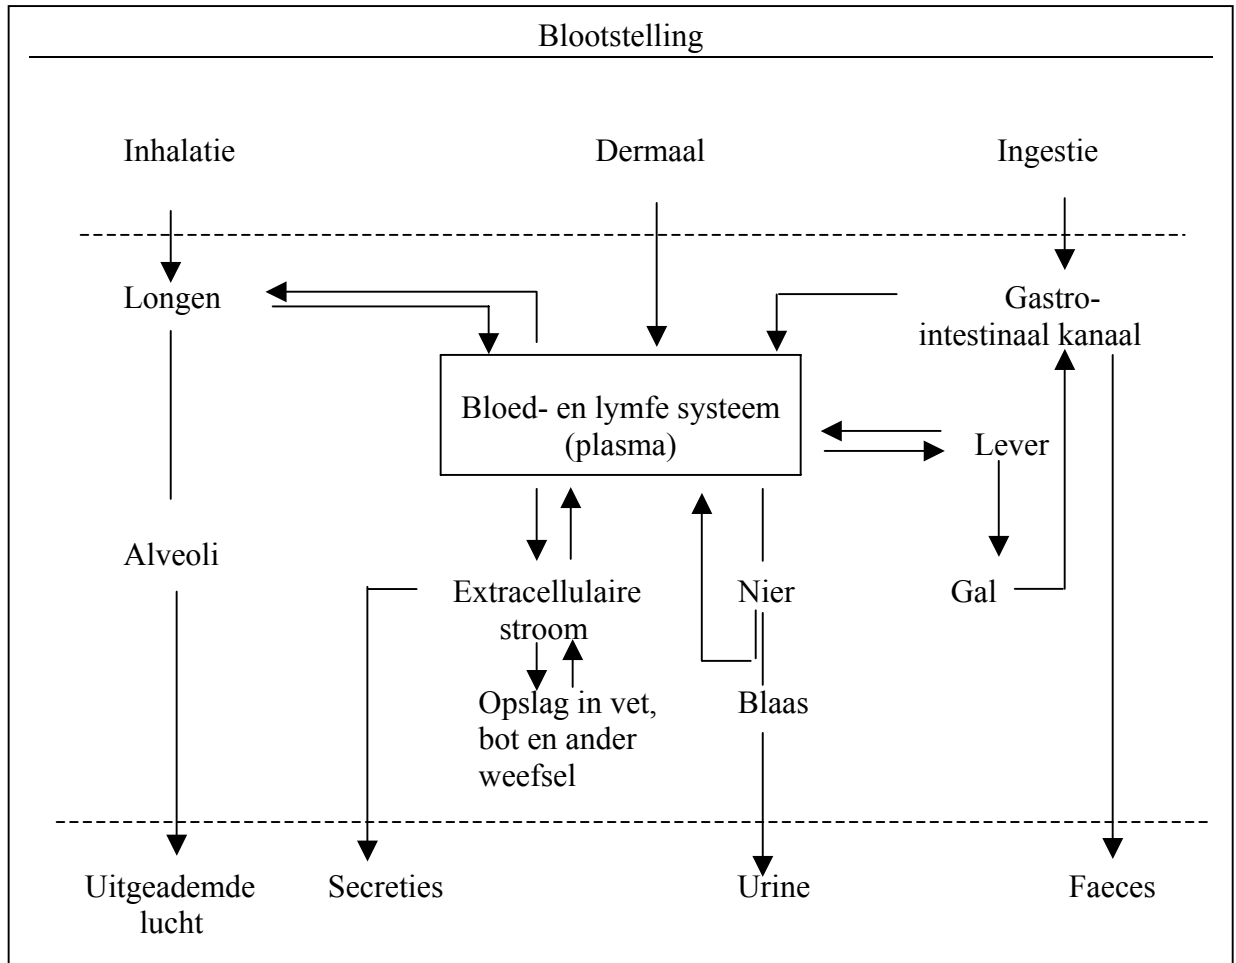 Blootstelling
Inhalatie
Dermaal
Ingestie
Longen
Gastro-
intestinaal kanaal
Bloed- en lymfe systeem
(plasma)
Lever
Alveoli
Extracellulaire
stroom
Nier
Gal
Opslag in vet,
bot en ander
weefsel
Blaas
Uitgeademde
lucht
Secreties
Urine
Faeces